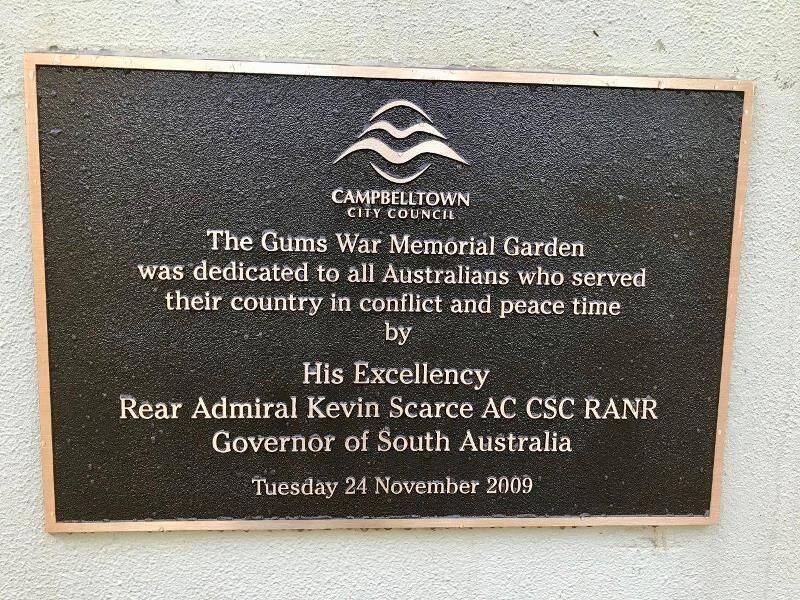 CAMPBELLTOWN
CITY COUNCIL
The Gums War Memorial Garden
was dedicated to all Australians who served
their country in conflict and peace time
by
His Excellency
Rear Admiral Kevin Scarce AC CSC RANR
Governor of South Australia
Tuesday 24 November 2009